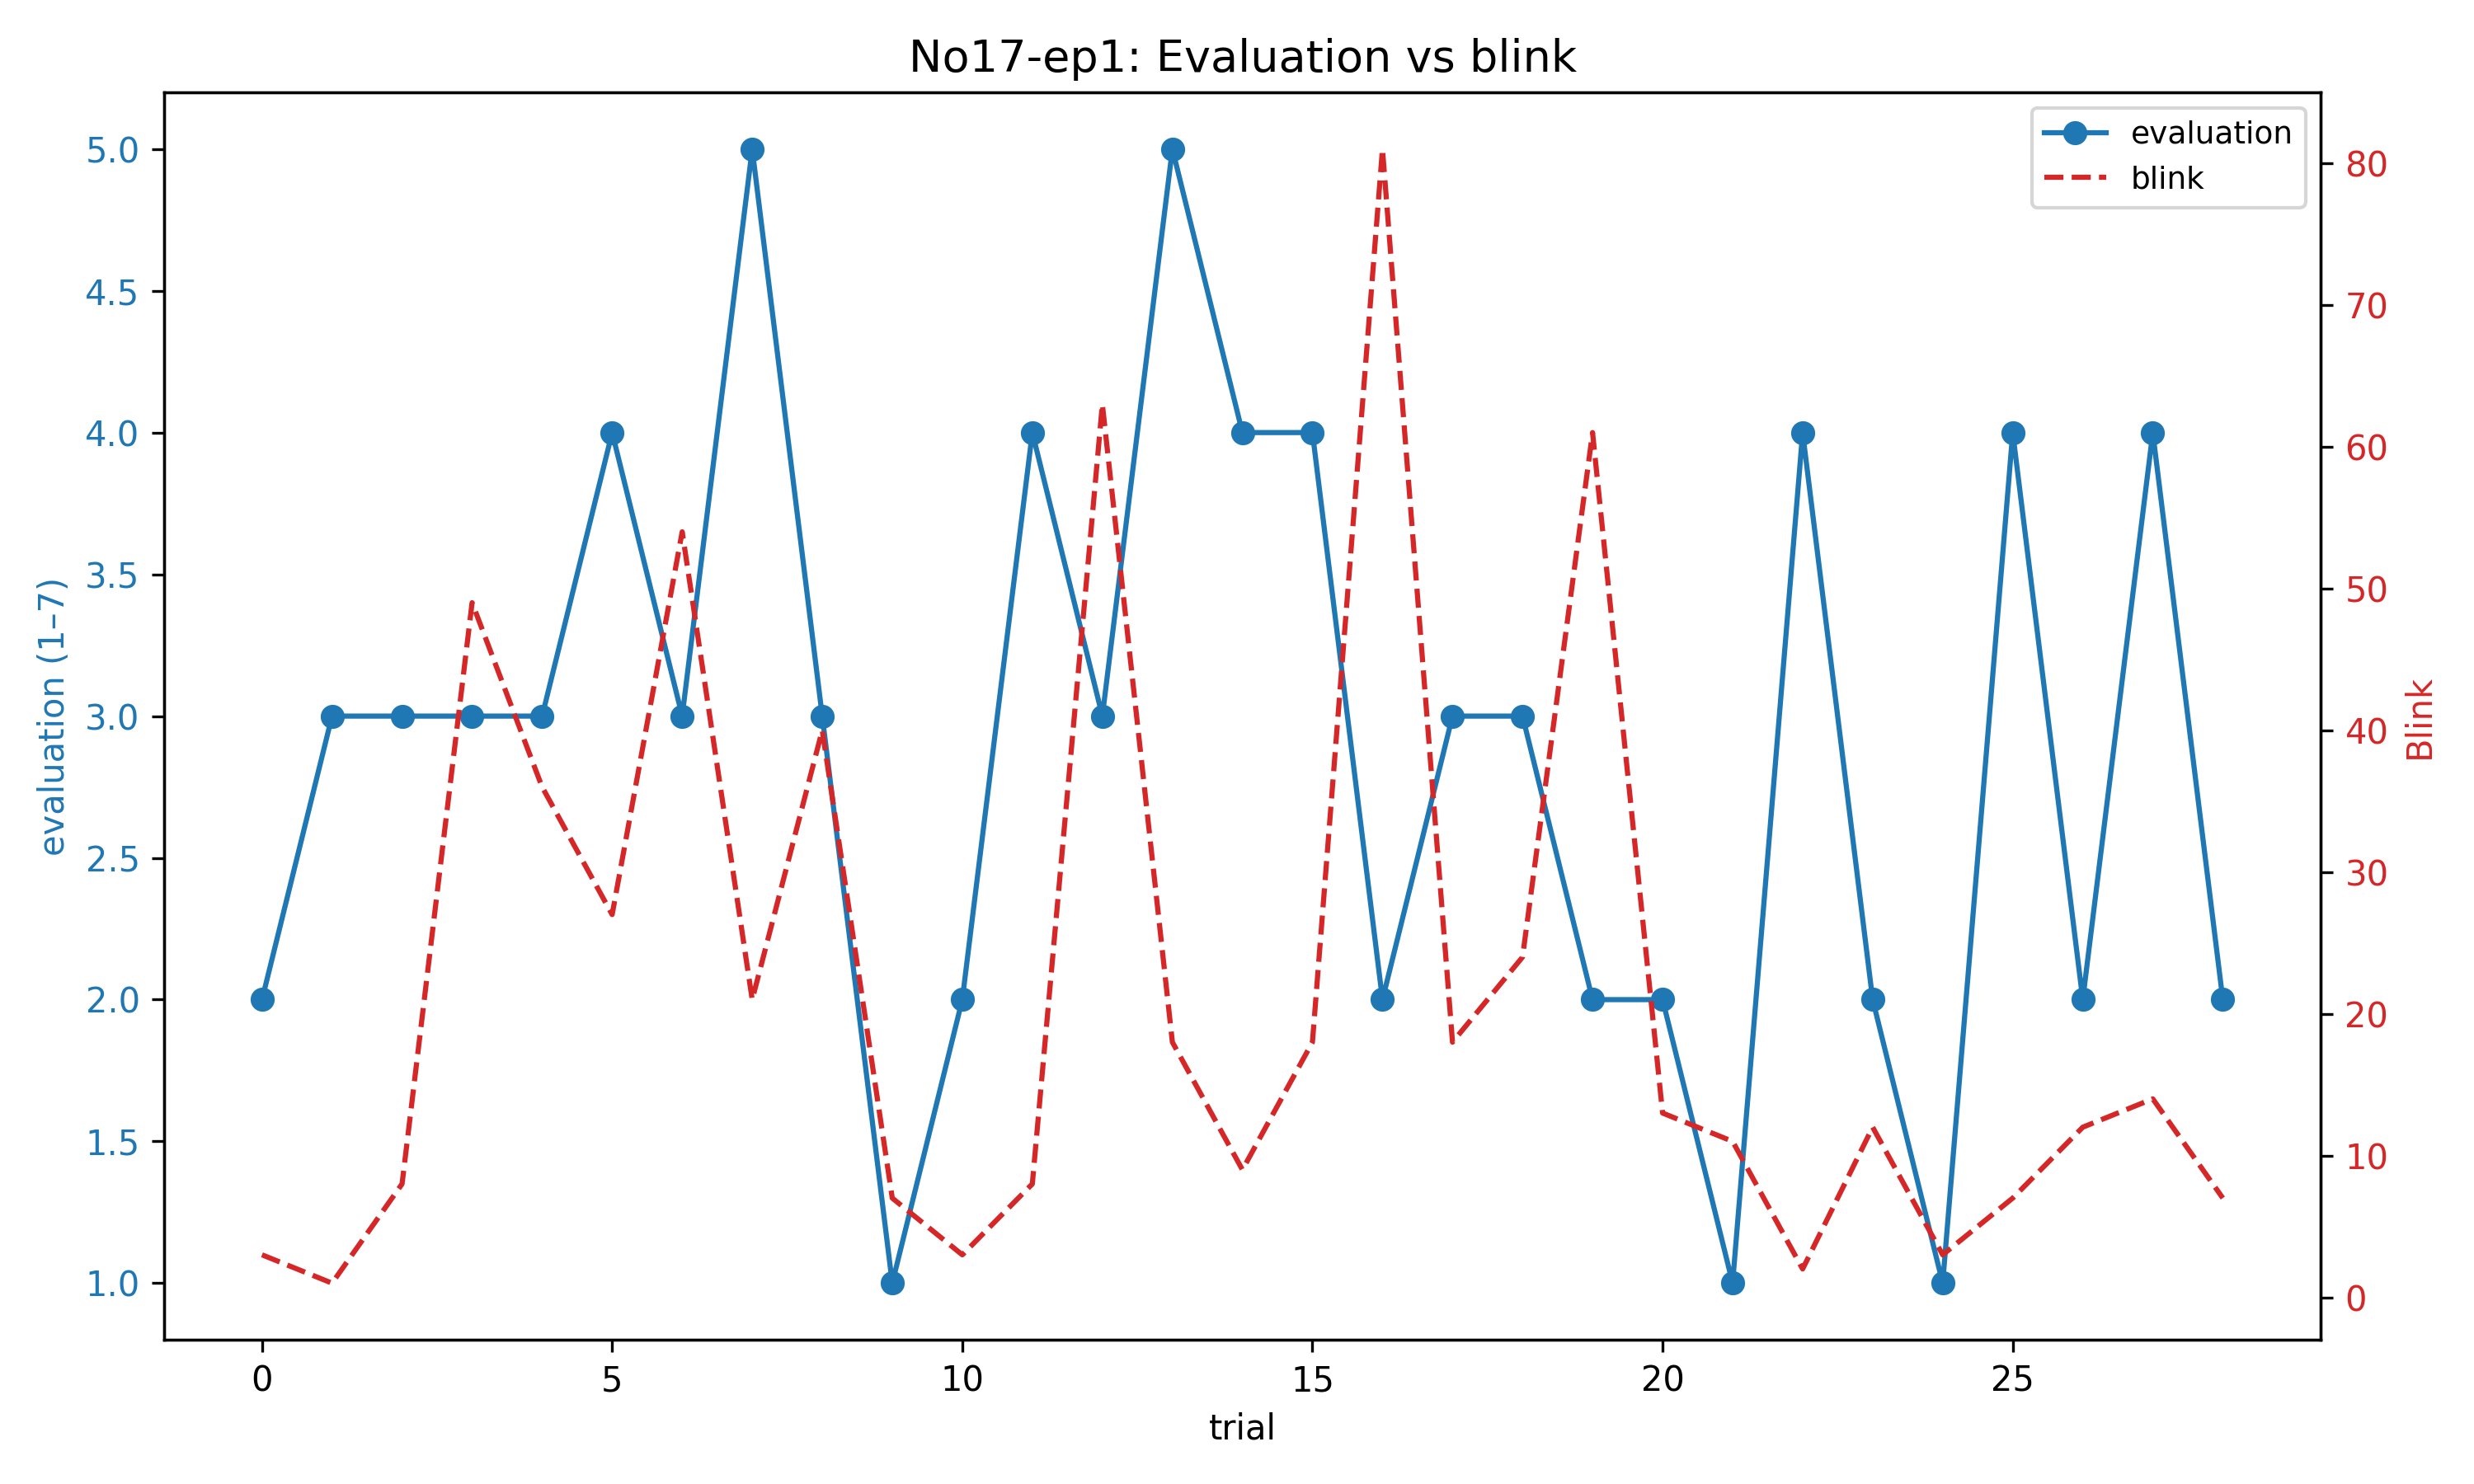 No17-ep1: Evaluation vs blink
evaluation
blink
5.0
4.5
4.0
3.5
3.0
2.5
2.0
1.5
1.0
evaluation (1–7)
80
70
60
50
40
30
20
10
0
Blink
0 5 10 15 20 25
trial